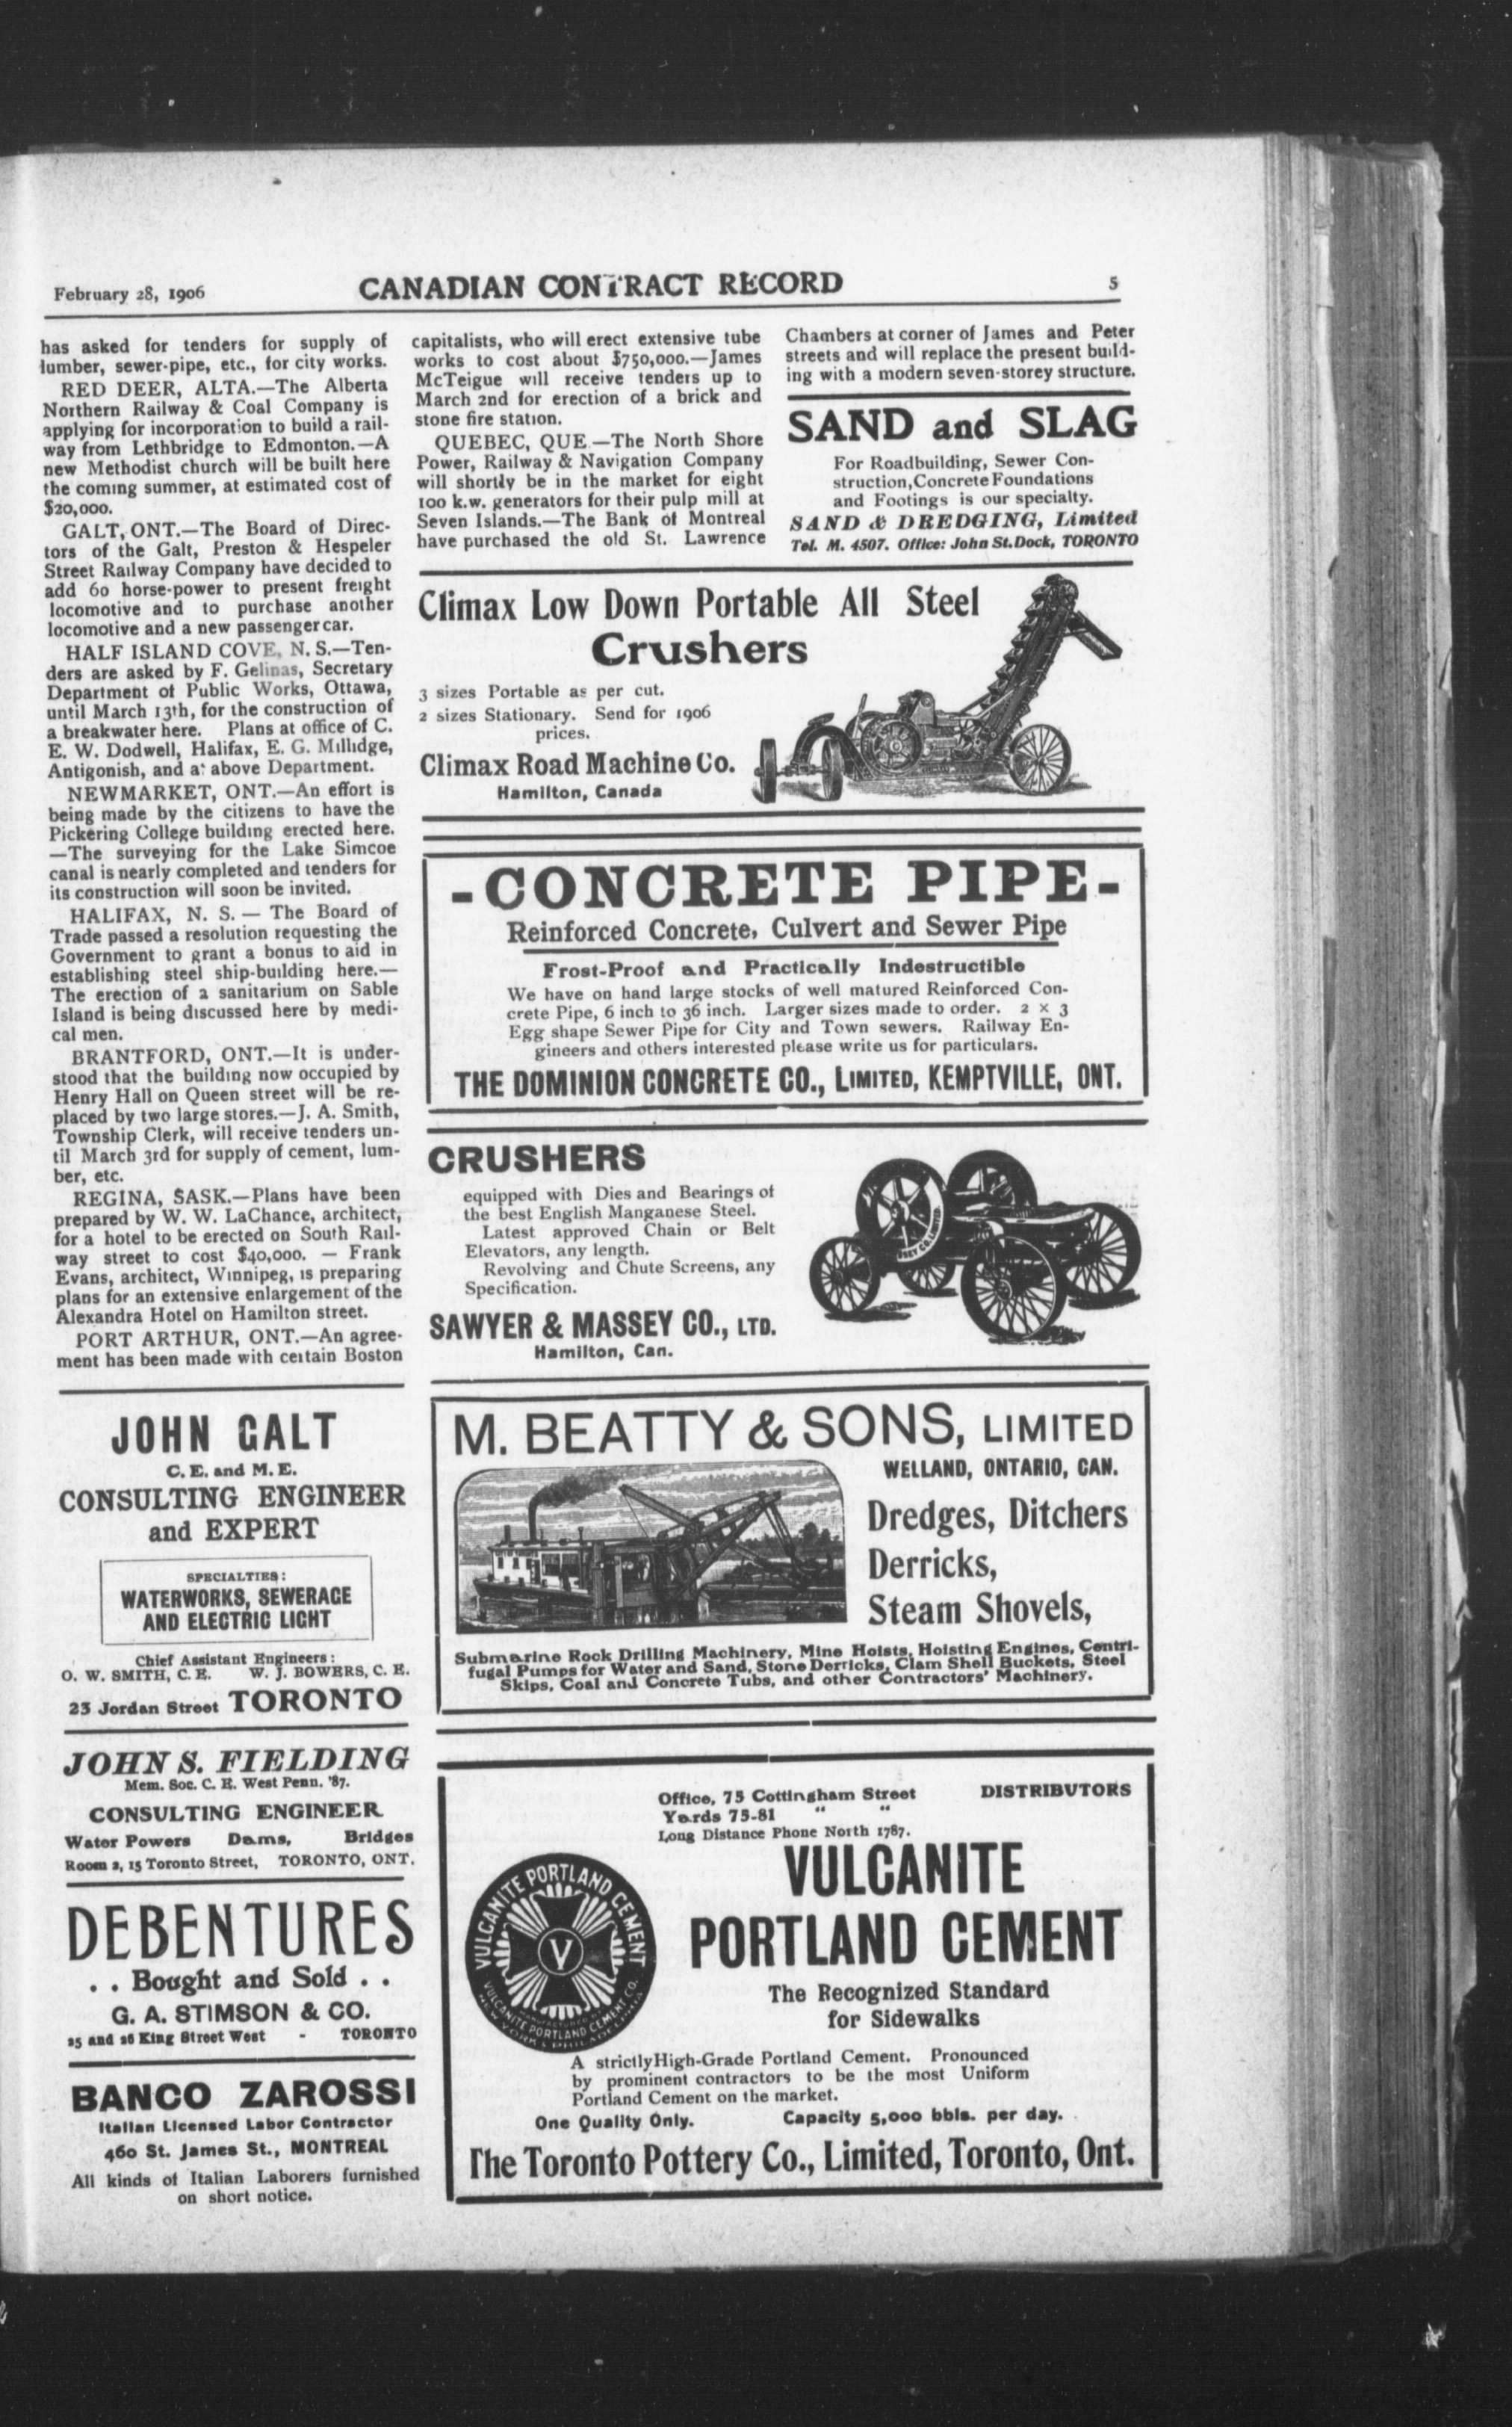 February 28, 1906
CANADIAN CONTRACT RECORD
5
has asked for tenders for supply of
lumber, sewer-pipe, etc., for city works.
RED DEER, ALTA.—The Alberta
Northern Railway & Coal Company is
applying for incorporation to build a rail-
way from Lethbridge to Edmonton.—A
new Methodist church will be built here
the coming summer, at estimated cost of
$20,000.
GALT, ONT.—The Board of Direc-
tors of the Galt, Preston & Hespeler
Street Railway Company have decided to
add 60 horse-power to present freight
locomotive and to purchase another
locomotive and a new passenger car.
HALF ISLAND COVE, N. S.—Ten-
ders are asked by F. Gelinas, Secretary
Department of Public Works, Ottawa,
until March 13th, for the construction of
a breakwater here. Plans at office of C.
E. W. Dodwell, Halifax, E. G. Millidge,
Antigonish, and at above Department.
NEWMARKET, ONT.—An effort is
being made by the citizens to have the
Pickering College building erected here.
—The surveying for the Lake Simcoe
canal is nearly completed and tenders for
its construction will soon be invited.
HALIFAX, N. S. — The Board of
Trade passed a resolution requesting the
Government to grant a bonus to aid in
establishing steel ship-building here.—
The erection of a sanitarium on Sable
Island is being discussed here by medi-
cal men.
BRANTFORD, ONT.—It is under-
stood that the building now occupied by
Henry Hall on Queen street will be re-
placed by two large stores.—J. A. Smith,
Township Clerk, will receive tenders un-
til March 3rd for supply of cement, lum-
ber, etc.
REGINA, SASK.—Plans have been
prepared by W. W. LaChance, architect,
for a hotel to be erected on South Rail-
way street to cost $40,000. — Frank
Evans, architect, Winnipeg, is preparing
plans for an extensive enlargement of the
Alexandra Hotel on Hamilton street.
PORT ARTHUR, ONT.—An agree-
ment has been made with certain Boston
capitalists, who will erect extensive tube
works to cost about $750,000.—James
McTeigue will receive tenders up to
March 2nd for erection of a brick and
stone fire station.
QUEBEC, QUE.—The North Shore
Power, Railway & Navigation Company
will shortly be in the market for eight
100 k.w. generators for their pulp mill at
Seven Islands.—The Bank of Montreal
have purchased the old St. Lawrence
Chambers at corner of James and Peter
streets and will replace the present build-
ing with a modern seven-storey structure.
SAND and SLAG
For Roadbuilding, Sewer Con-
struction, Concrete Foundations
and Footings is our specialty.
SAND & DREDGING, Limited
Tel. M. 4507. Office: John St. Dock, TORONTO
Climax Low Down Portable All Steel
Crushers
3 sizes Portable as per cut.
2 sizes Stationary. Send for 1906
prices.
Climax Road Machine Co.
Hamilton, Canada
-CONCRETE PIPE-
Reinforced Concrete, Culvert and Sewer Pipe
Frost-Proof and Practically Indestructible
We have on hand large stocks of well matured Reinforced Con-
crete Pipe, 6 inch to 36 inch. Larger sizes made to order. 2 x 3
Egg shape Sewer Pipe for City and Town sewers. Railway En-
gineers and others interested please write us for particulars.
THE DOMINION CONCRETE CO., LIMITED, KEMPTVILLE, ONT.
CRUSHERS
equipped with Dies and Bearings of
the best English Manganese Steel.
Latest approved Chain or Belt
Elevators, any length.
Revolving and Chute Screens, any
Specification.
SAWYER & MASSEY CO., LTD.
Hamilton, Can.
JOHN GALT
C. E. and M. E.
CONSULTING ENGINEER
and EXPERT
SPECIALTIES:
WATERWORKS, SEWERAGE
AND ELECTRIC LIGHT
Chief Assistant Engineers:
O. W. SMITH, C. E. W. J. BOWERS, C. E.
23 Jordan Street TORONTO
JOHN S. FIELDING
Mem. Soc. C. E. West Penn. '87.
CONSULTING ENGINEER
Water Powers Dams, Bridges
Room 2, 15 Toronto Street, TORONTO, ONT.
DEBENTURES
. . Bought and Sold . .
G. A. STIMSON & CO.
25 and 26 King Street West - TORONTO
BANCO ZAROSSI
Italian Licensed Labor Contractor
460 St. James St., MONTREAL
All kinds of Italian Laborers furnished
on short notice.
M. BEATTY & SONS, LIMITED
WELLAND, ONTARIO, CAN.
Dredges, Ditchers
Derricks,
Steam Shovels,
Submarine Rock Drilling Machinery, Mine Hoists, Hoisting Engines, Centri-
fugal Pumps for Water and Sand, Stone Derricks, Clam Shell Buckets, Steel
Skips, Coal and Concrete Tubs, and other Contractors' Machinery.
Office, 75 Cottingham Street
DISTRIBUTORS
Yards 75-81 " "
Long Distance Phone North 1787.
VULCANITE
PORTLAND CEMENT
VULCANITE PORTLAND CEMENT
V
MANUFACTURED
VULCANITE PORTLAND CEMENT CO.
NEW YORK & PHILADELPHIA
The Recognized Standard
for Sidewalks
A strictly High-Grade Portland Cement. Pronounced
by prominent contractors to be the most Uniform
Portland Cement on the market.
One Quality Only. Capacity 5,000 bbls. per day.
The Toronto Pottery Co., Limited, Toronto, Ont.